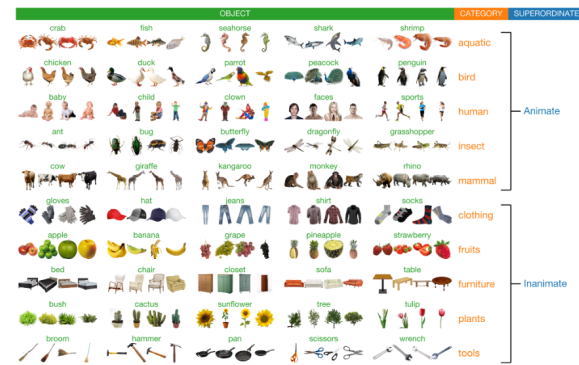 OBJECT CATEGORY SUPERORDINATE
crab fish seahorse shark shrimp aquatic
chicken duck parrot peacock penguin bird
baby child clown faces sports human
Animate
ant bug butterfly dragonfly grasshopper insect
cow giraffe kangaroo monkey rhino mammal
gloves hat jeans shirt socks clothing
apple banana grape pineapple strawberry fruits
bed chair closet sofa table furniture
Inanimate
bush cactus sunflower tree tulip plants
broom hammer pan scissors wrench tools